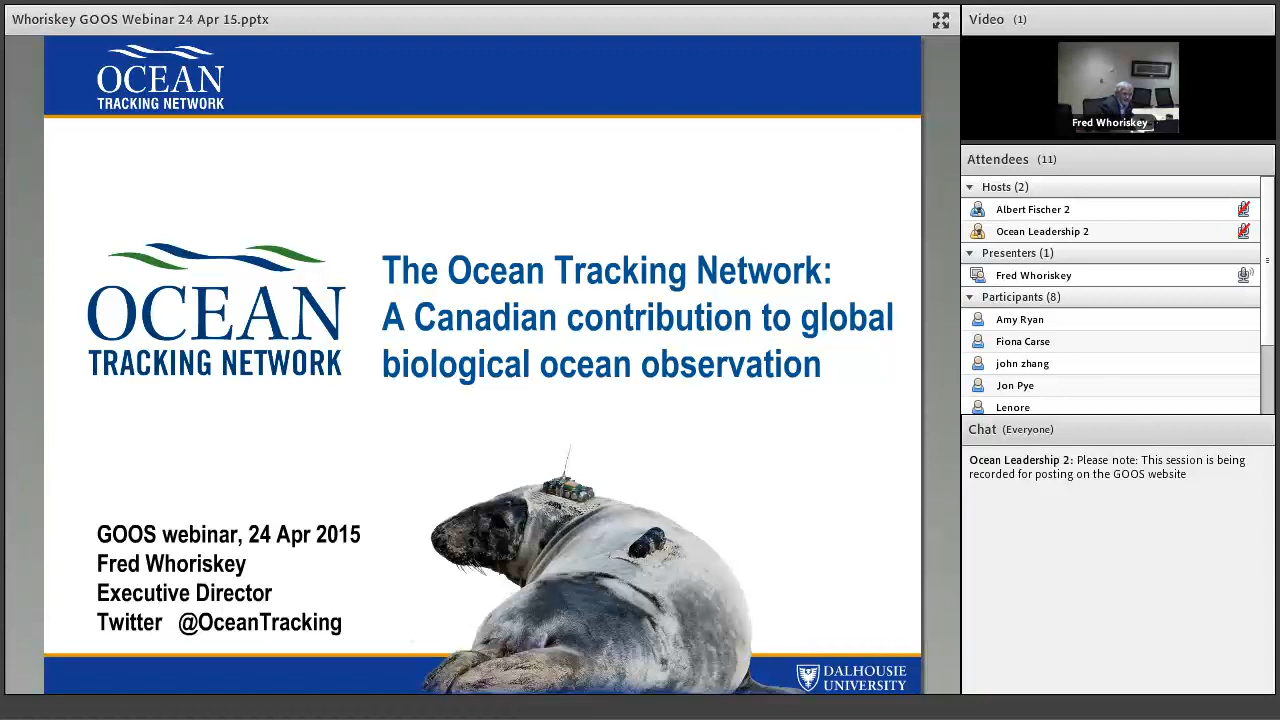 Whoriskey GOOS Webinar 24 Apr 15.pptx
OCEAN
TRACKING NETWORK
OCEAN
TRACKING NETWORK
The Ocean Tracking Network:
A Canadian contribution to global
biological ocean observation
GOOS webinar, 24 Apr 2015
Fred Whoriskey
Executive Director
Twitter @OceanTracking
DALHOUSIE
UNIVERSITY
Video (1)
Fred Whoriskey
Attendees (11)
Hosts (2)
Albert Fischer 2
Ocean Leadership 2
Presenters (1)
Fred Whoriskey
Participants (8)
Amy Ryan
Fiona Carse
john zhang
Jon Pye
Lenore
Chat (Everyone)
Ocean Leadership 2: Please note: This session is being
recorded for posting on the GOOS website